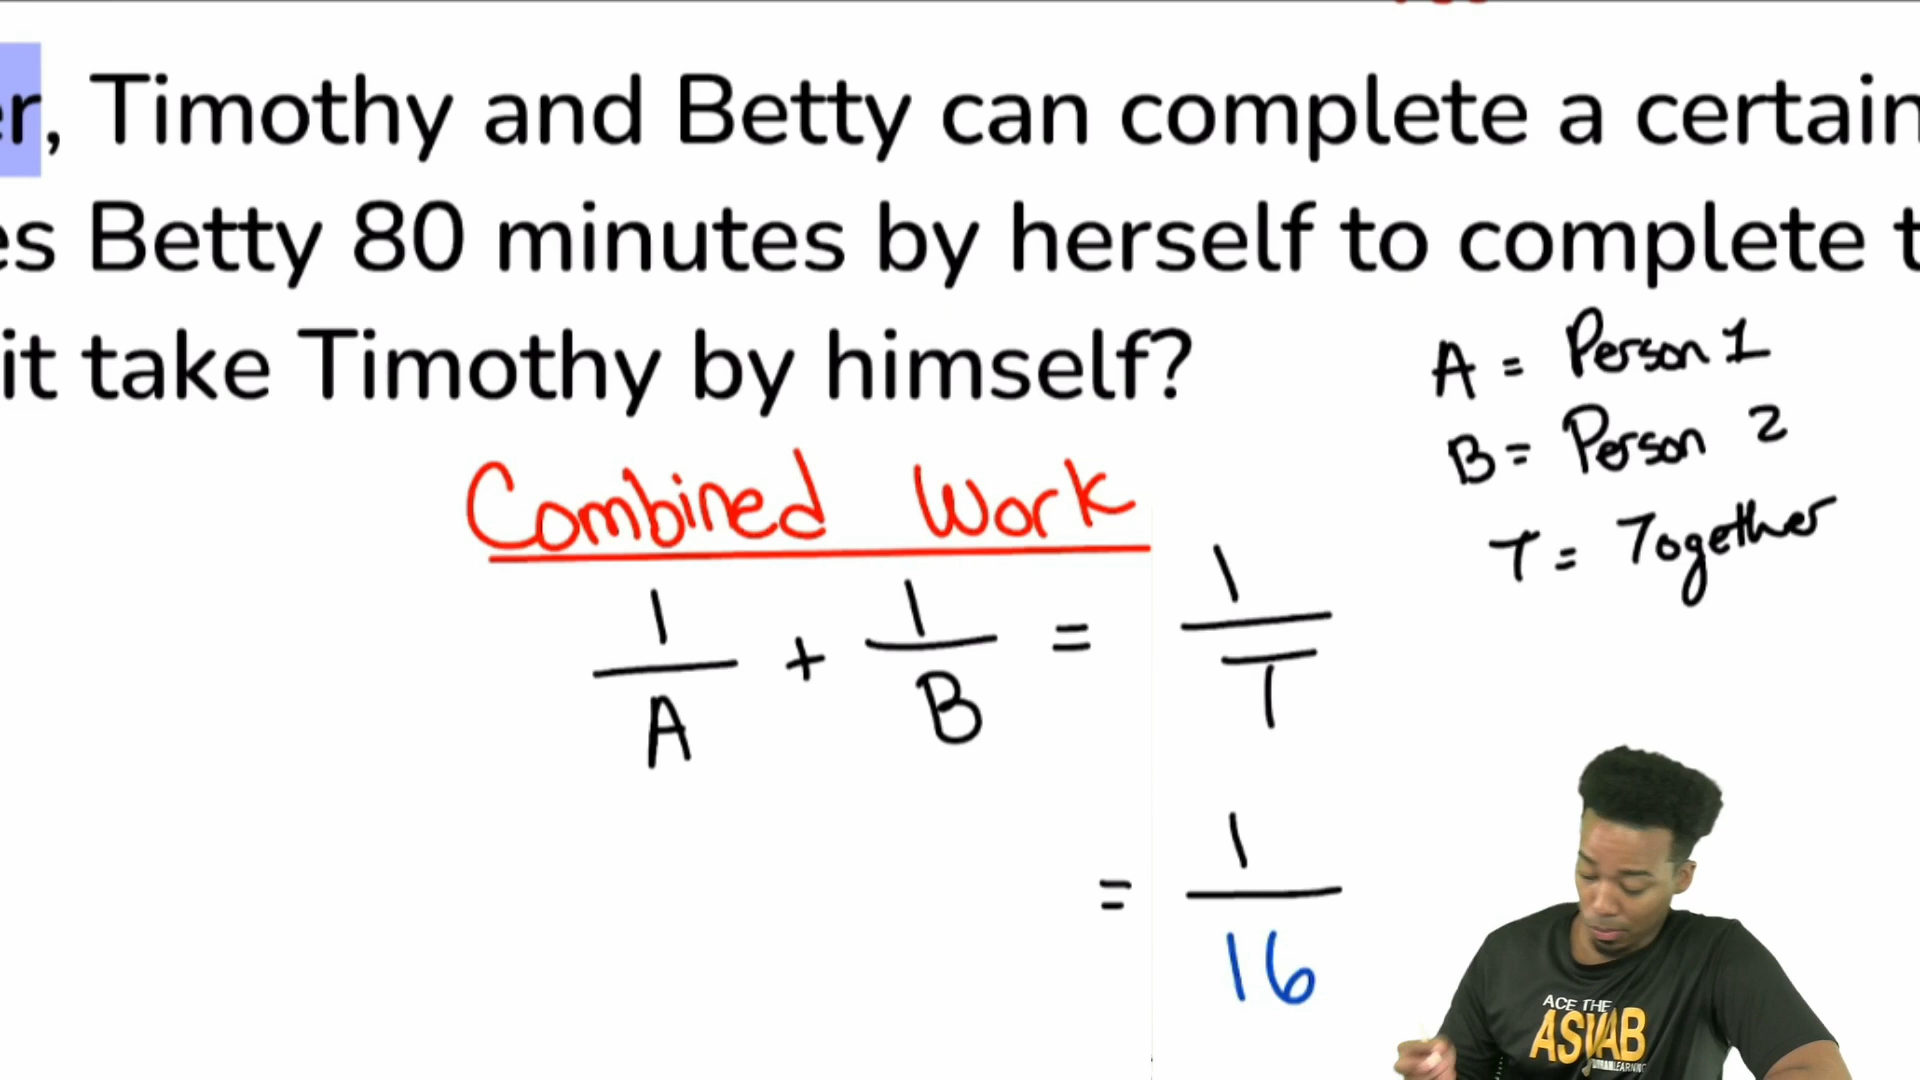 er, Timothy and Betty can complete a certain
es Betty 80 minutes by herself to complete t
it take Timothy by himself?
A = Person 1
B = Person 2
T = Together
Combined Work
1/A + 1/B = 1/T
= 1/16
ACE THE
ASVAB